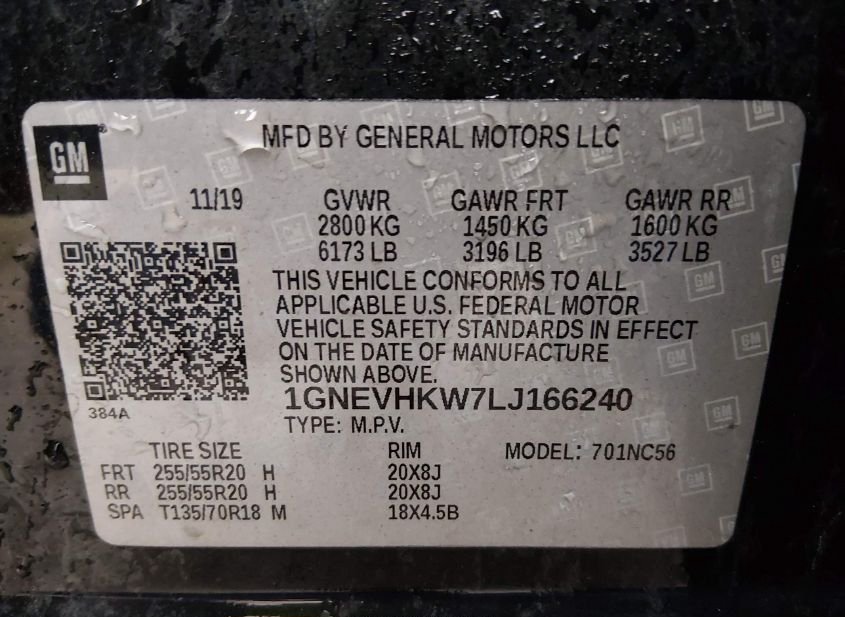 GM
MFD BY GENERAL MOTORS LLC
11/19 GVWR GAWR FRT GAWR RR
2800 KG 1450 KG 1600 KG
6173 LB 3196 LB 3527 LB
THIS VEHICLE CONFORMS TO ALL
APPLICABLE U.S. FEDERAL MOTOR
VEHICLE SAFETY STANDARDS IN EFFECT
ON THE DATE OF MANUFACTURE
SHOWN ABOVE.
384A
1GNEVHKW7LJ166240
TYPE: M.P.V.
TIRE SIZE RIM MODEL: 701NC56
FRT 255/55R20 H 20X8J
RR 255/55R20 H 20X8J
SPA T135/70R18 M 18X4.5B